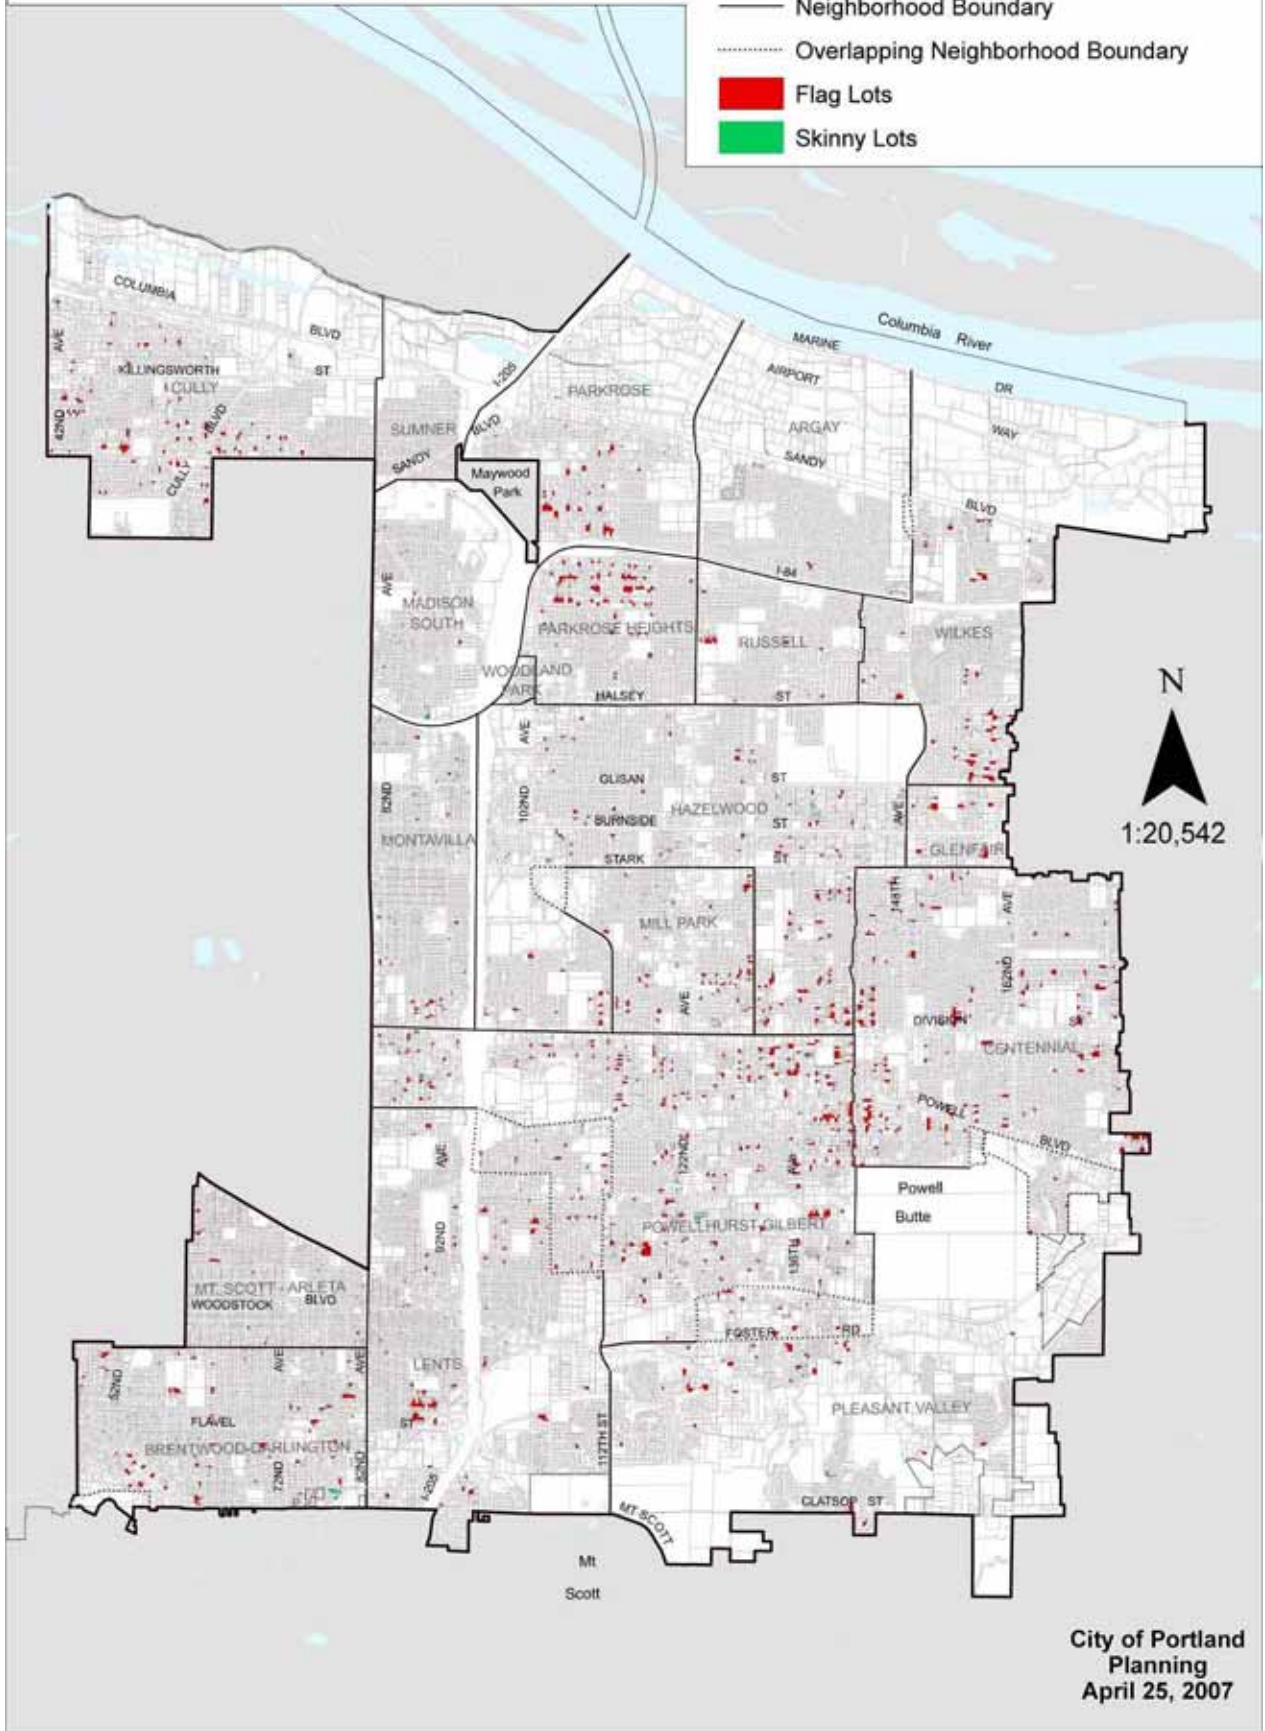 Neighborhood Boundary
Overlapping Neighborhood Boundary
Flag Lots
Skinny Lots
COLUMBIA
BLVD
Columbia River
MARINE
DR
AIRPORT
WAY
AVE
KILLINGSWORTH
ST
CULLY
I-205
PARKROSE
42ND
BLVD
SUMNER
BLVD
ARGAY
SANDY
SANDY
CULLY
Maywood
Park
BLVD
I-84
AVE
MADISON
SOUTH
PARKROSE HEIGHTS
RUSSELL
WILKES
WOODLAND
PARK
HALSEY
ST
N
1:20,542
AVE
GLISAN
ST
82ND
102ND
HAZELWOOD
BURNSIDE
ST
AVE
MONTAVILLA
STARK
ST
GLENFAIR
148TH
AVE
MILL PARK
162ND
AVE
DIVISION
ST
CENTENNIAL
POWELL
BLVD
AVE
122ND
AVE
Powell
Butte
92ND
POWELLHURST-GILBERT
136TH
MT. SCOTT - ARLETA
WOODSTOCK
BLVD
FOSTER
RD
AVE
AVE
LENTS
52ND
FLAVEL
ST
PLEASANT VALLEY
BRENTWOOD-DARLINGTON
112TH ST
72ND
82ND
I-205
MT SCOTT
CLATSOP ST
Mt
Scott
City of Portland
Planning
April 25, 2007